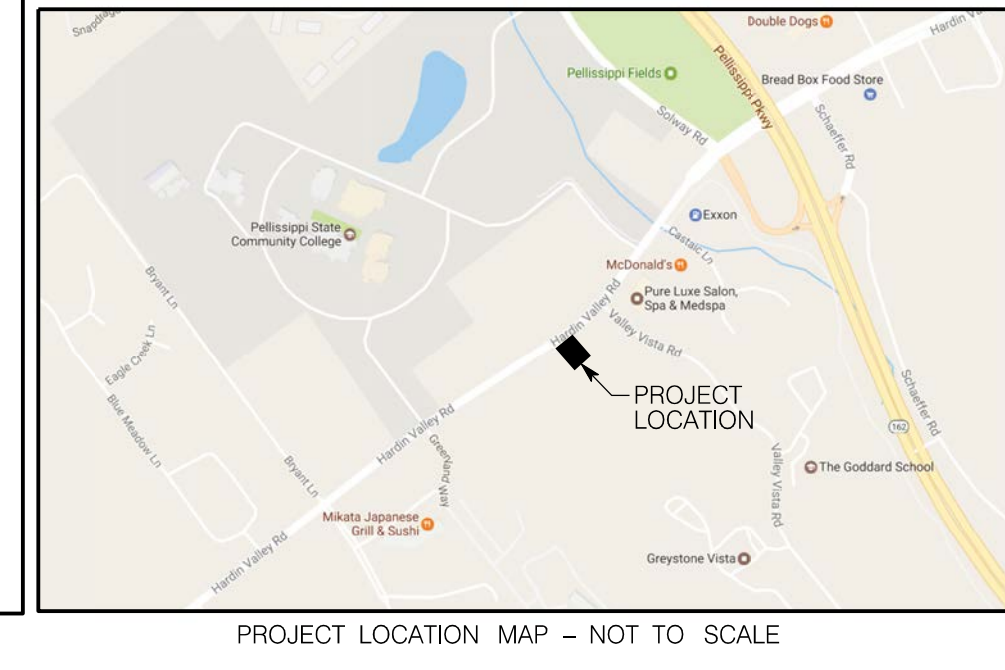 Snapdrag
Double Dogs
Hardin V
Pellissippi Fields
Pellissippi Pkwy
Bread Box Food Store
Solway Rd
Schaeffer Rd
Exxon
Pellissippi State
Community College
Castaic Ln
McDonald's
Bryant Ln
Pure Luxe Salon,
Spa & Medspa
Hardin Valley Rd
Valley Vista Rd
Eagle Creek Ln
PROJECT
LOCATION
Schaeffer Rd
Blue Meadow Ln
Hardin Valley Rd
162
Greenland Way
Valley Vista Rd
The Goddard School
Bryant Ln
Mikata Japanese
Grill & Sushi
Hardin Valley Rd
Greystone Vista
PROJECT LOCATION MAP – NOT TO SCALE